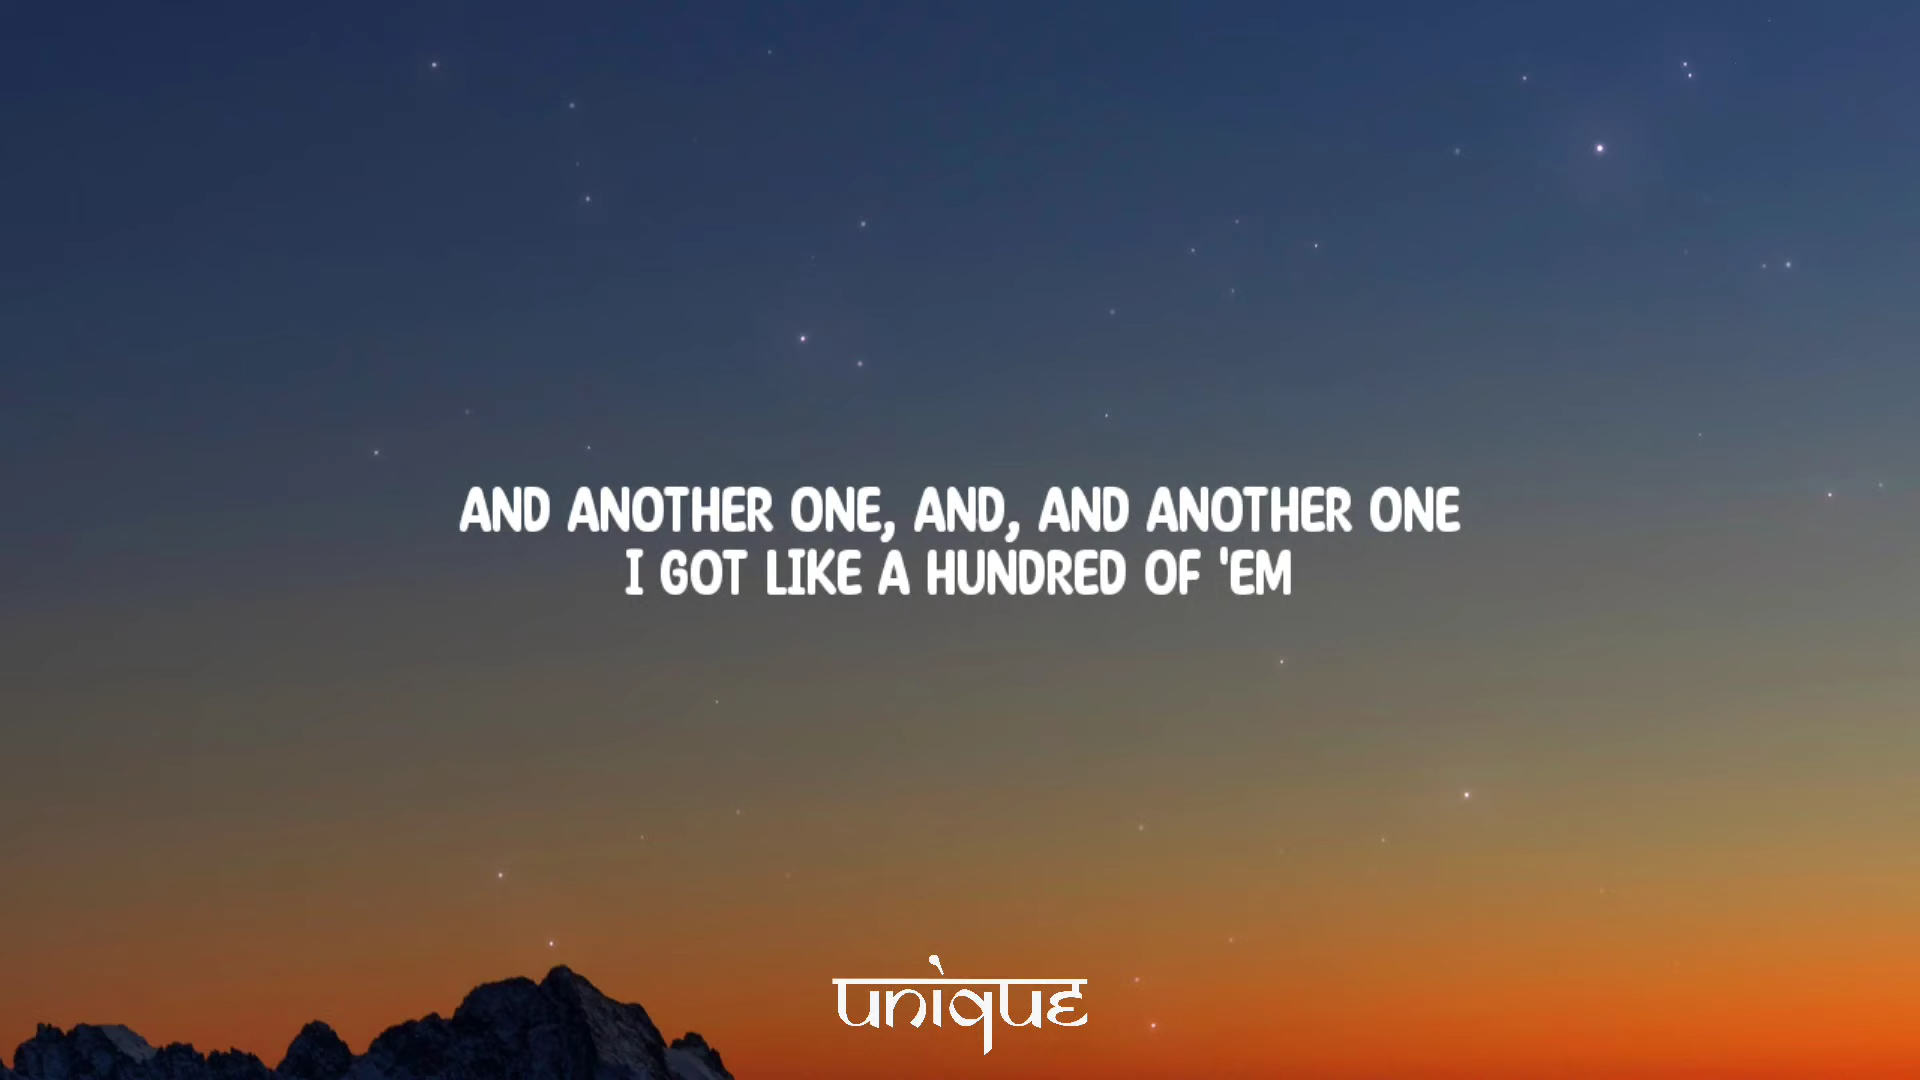 AND ANOTHER ONE, AND, AND ANOTHER ONE
I GOT LIKE A HUNDRED OF 'EM
unique